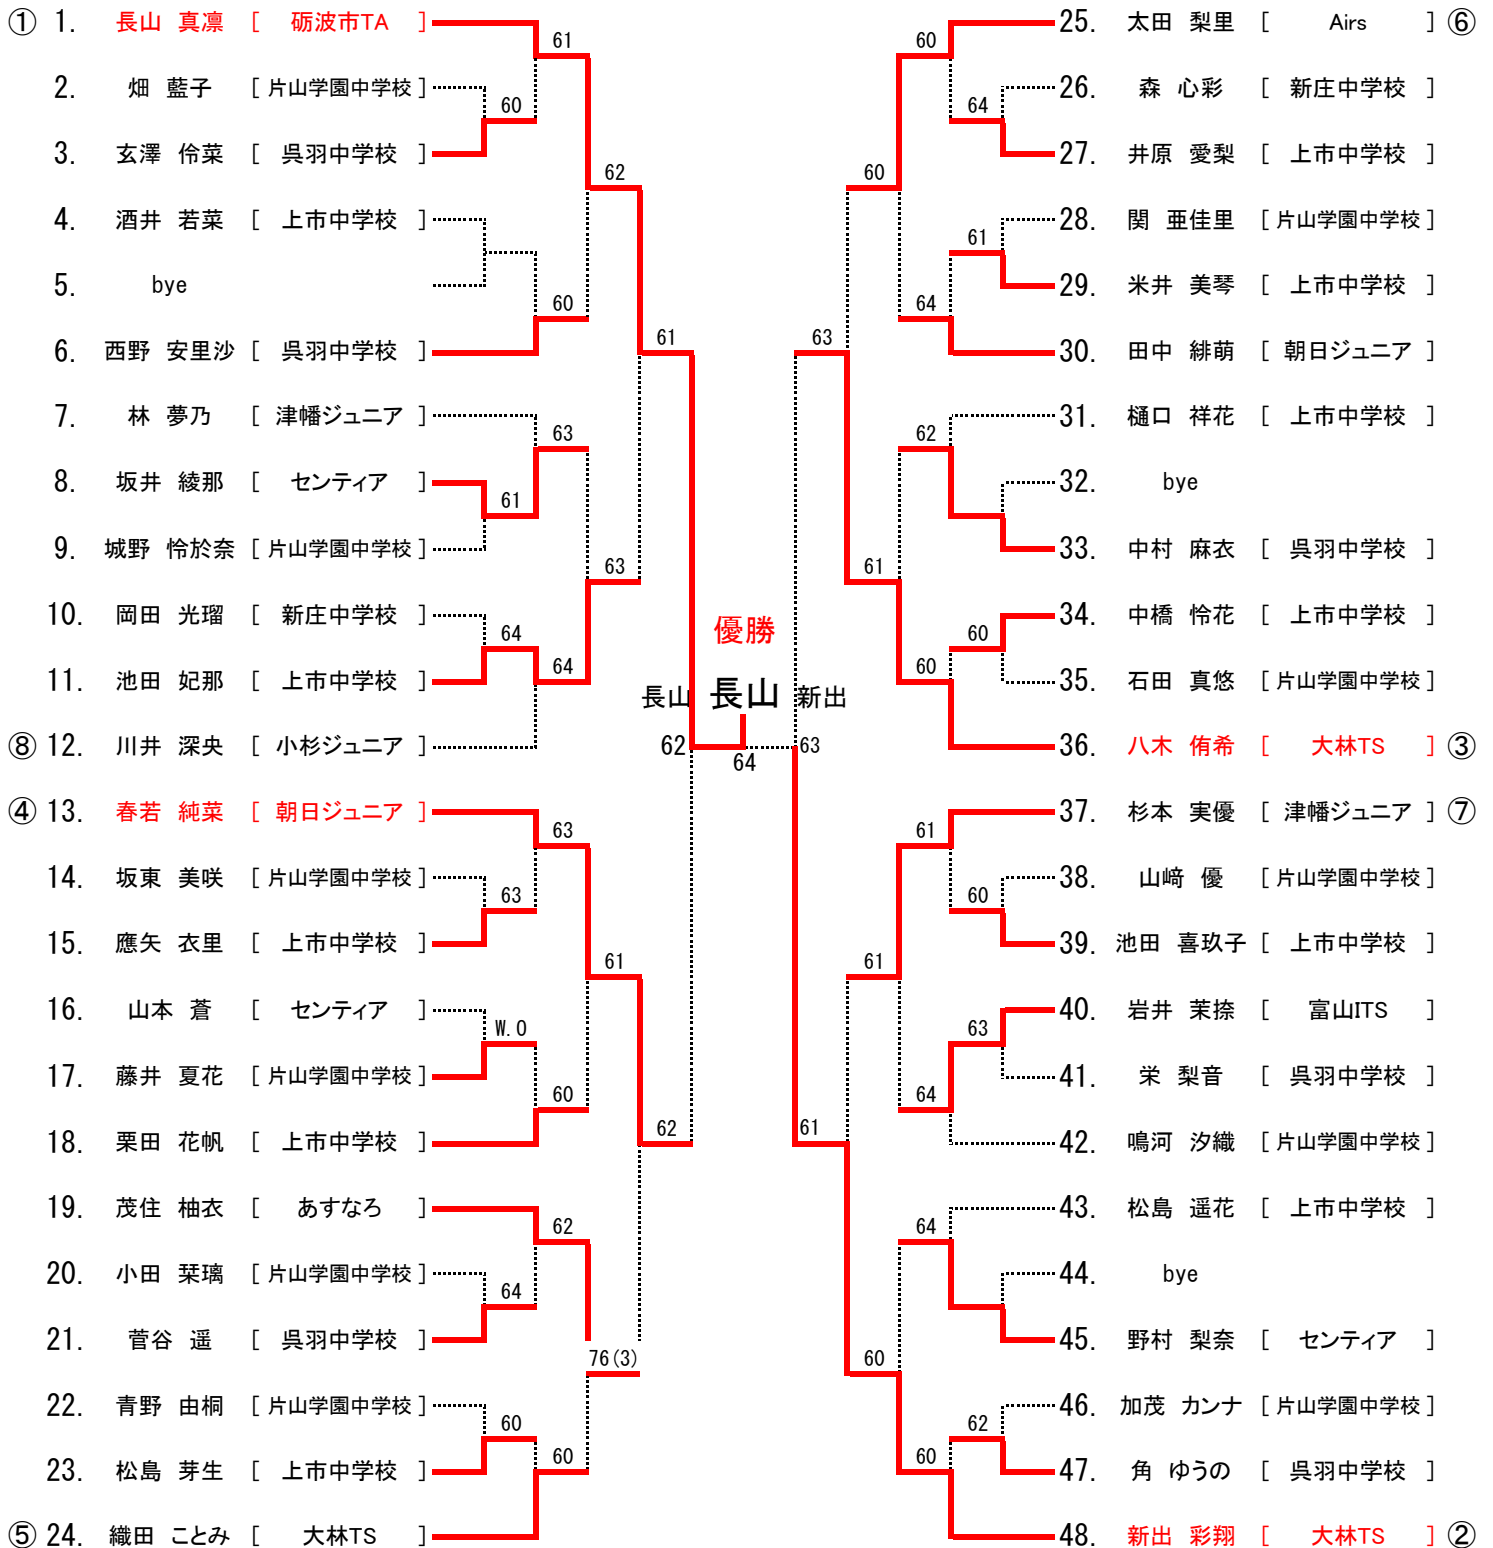 ① 1. 長山 真凛 [ 砺波市TA ]
2. 畑 藍子 [ 片山学園中学校 ]
3. 玄澤 伶菜 [ 呉羽中学校 ]
4. 酒井 若菜 [ 上市中学校 ]
5. bye
6. 西野 安里沙 [ 呉羽中学校 ]
7. 林 夢乃 [ 津幡ジュニア ]
8. 坂井 綾那 [ センティア ]
9. 城野 怜於奈 [ 片山学園中学校 ]
10. 岡田 光瑠 [ 新庄中学校 ]
11. 池田 妃那 [ 上市中学校 ]
⑧ 12. 川井 深央 [ 小杉ジュニア ]
④ 13. 春若 純菜 [ 朝日ジュニア ]
14. 坂東 美咲 [ 片山学園中学校 ]
15. 應矢 衣里 [ 上市中学校 ]
16. 山本 蒼 [ センティア ]
17. 藤井 夏花 [ 片山学園中学校 ]
18. 栗田 花帆 [ 上市中学校 ]
19. 茂住 柚衣 [ あすなろ ]
20. 小田 栞璃 [ 片山学園中学校 ]
21. 菅谷 遥 [ 呉羽中学校 ]
22. 青野 由桐 [ 片山学園中学校 ]
23. 松島 芽生 [ 上市中学校 ]
⑤ 24. 織田 ことみ [ 大林TS ]
60
61
64
63
W.O
64
60
61
60
63
64
63
60
62
60
62
63
61
76(3)
61
62
優勝
長山 長山 新出
62 64 63
63
61
60
61
61
60
60
64
62
60
61
64
64
60
64
61
60
60
63
62
25. 太田 梨里 [ Airs ] ⑥
26. 森 心彩 [ 新庄中学校 ]
27. 井原 愛梨 [ 上市中学校 ]
28. 関 亜佳里 [ 片山学園中学校 ]
29. 米井 美琴 [ 上市中学校 ]
30. 田中 緋萌 [ 朝日ジュニア ]
31. 樋口 祥花 [ 上市中学校 ]
32. bye
33. 中村 麻衣 [ 呉羽中学校 ]
34. 中橋 怜花 [ 上市中学校 ]
35. 石田 真悠 [ 片山学園中学校 ]
36. 八木 侑希 [ 大林TS ] ③
37. 杉本 実優 [ 津幡ジュニア ] ⑦
38. 山﨑 優 [ 片山学園中学校 ]
39. 池田 喜玖子 [ 上市中学校 ]
40. 岩井 茉捺 [ 富山ITS ]
41. 栄 梨音 [ 呉羽中学校 ]
42. 鳴河 汐織 [ 片山学園中学校 ]
43. 松島 遥花 [ 上市中学校 ]
44. bye
45. 野村 梨奈 [ センティア ]
46. 加茂 カンナ [ 片山学園中学校 ]
47. 角 ゆうの [ 呉羽中学校 ]
48. 新出 彩翔 [ 大林TS ] ②